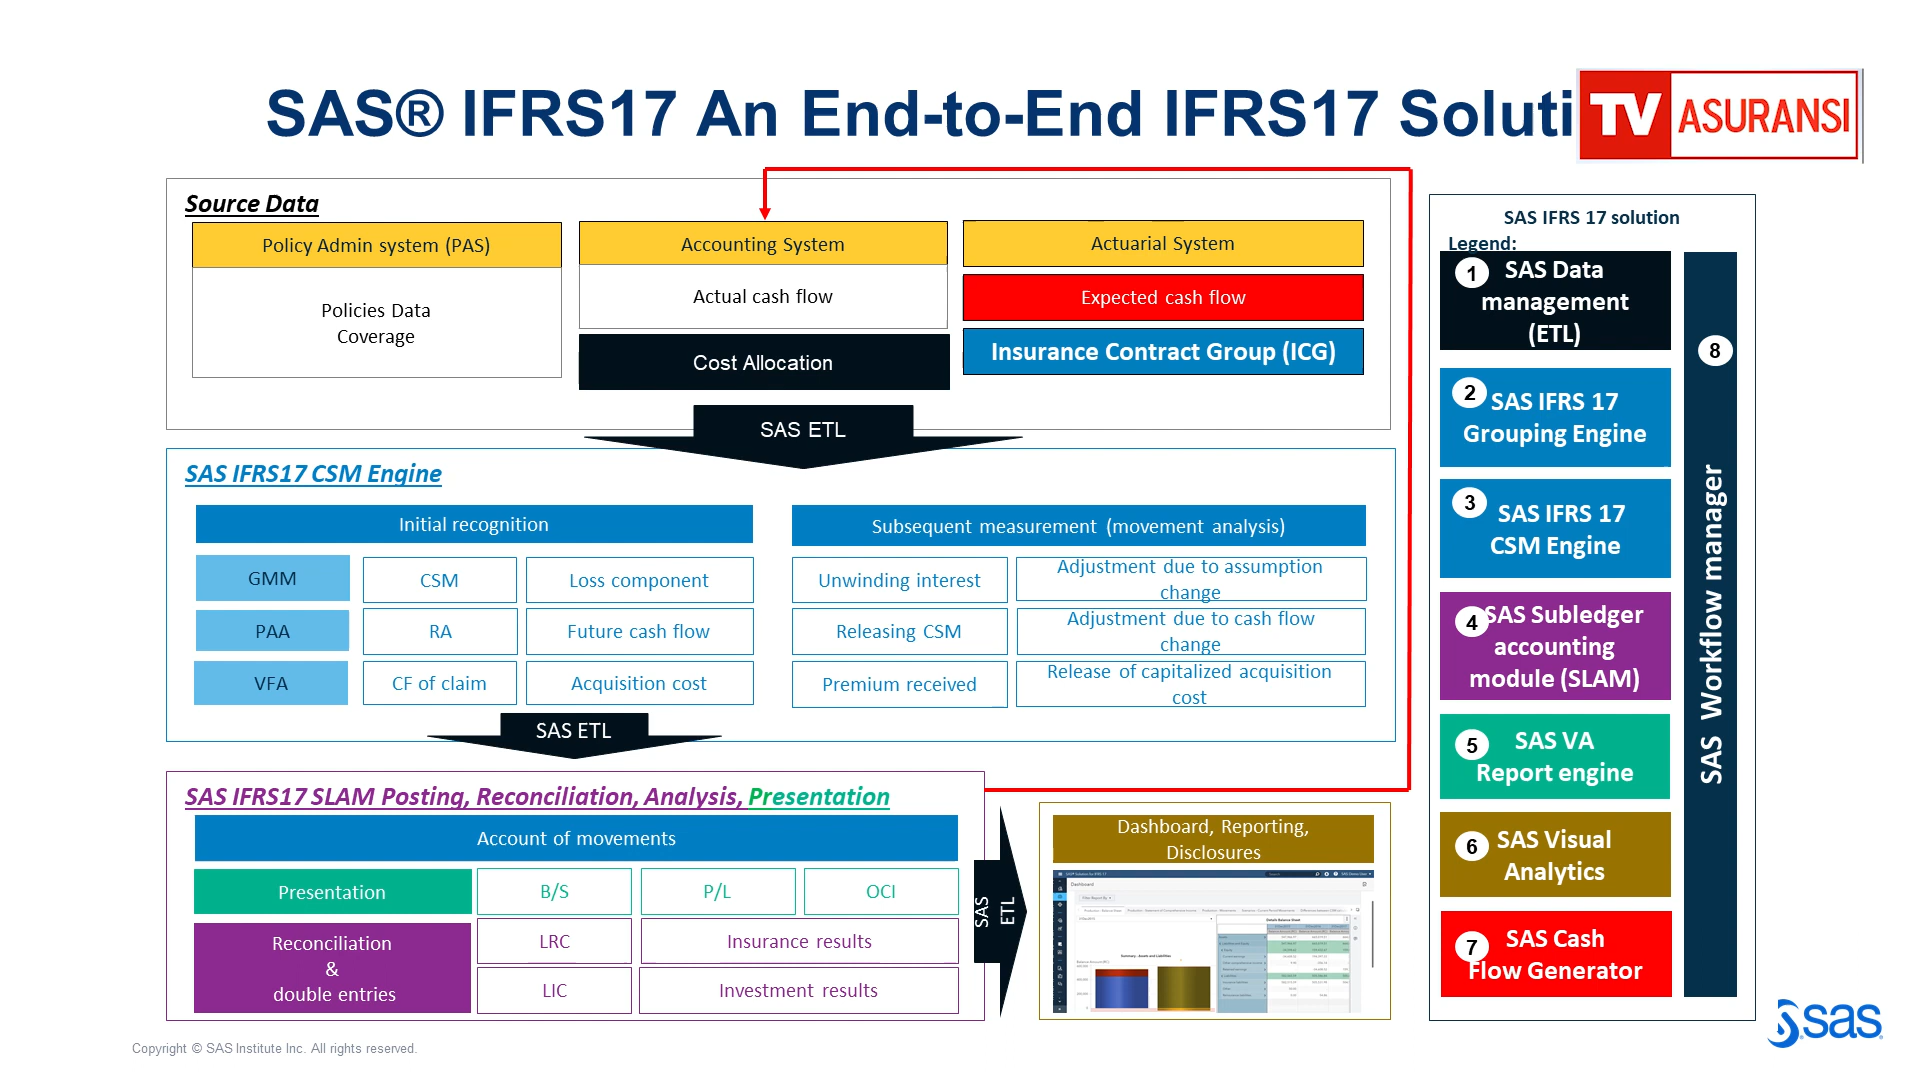 SAS® IFRS17 An End-to-End IFRS17 Soluti
TV ASURANSI
Source Data
Policy Admin system (PAS)
Policies Data
Coverage
Accounting System
Actual cash flow
Cost Allocation
Actuarial System
Expected cash flow
Insurance Contract Group (ICG)
SAS ETL
SAS IFRS17 CSM Engine
Initial recognition
GMM
CSM
Loss component
PAA
RA
Future cash flow
VFA
CF of claim
Acquisition cost
Subsequent measurement (movement analysis)
Unwinding interest
Adjustment due to assumption
change
Releasing CSM
Adjustment due to cash flow
change
Premium received
Release of capitalized acquisition
cost
SAS ETL
SAS IFRS17 SLAM Posting, Reconciliation, Analysis, Presentation
Account of movements
Presentation
B/S
P/L
OCI
Reconciliation
&
double entries
LRC
Insurance results
LIC
Investment results
SAS
ETL
Dashboard, Reporting,
Disclosures
Dashboard
SAS IFRS 17 solution
Legend:
1
SAS Data
management
(ETL)
2
SAS IFRS 17
Grouping Engine
3
SAS IFRS 17
CSM Engine
4
SAS Subledger
accounting
module (SLAM)
5
SAS VA
Report engine
6
SAS Visual
Analytics
7
SAS Cash
Flow Generator
8
SAS Workflow manager
sas
Copyright © SAS Institute Inc. All rights reserved.